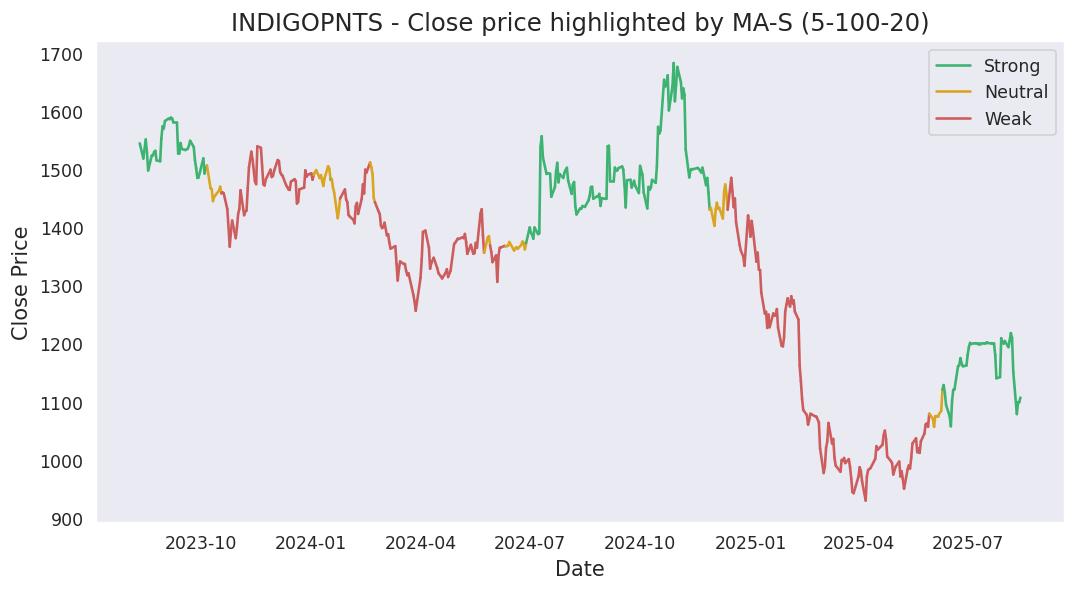 INDIGOPNTS - Close price highlighted by MA-S (5-100-20)
Strong
Neutral
Weak
Close Price
1700
1600
1500
1400
1300
1200
1100
1000
900
2023-10 2024-01 2024-04 2024-07 2024-10 2025-01 2025-04 2025-07
Date